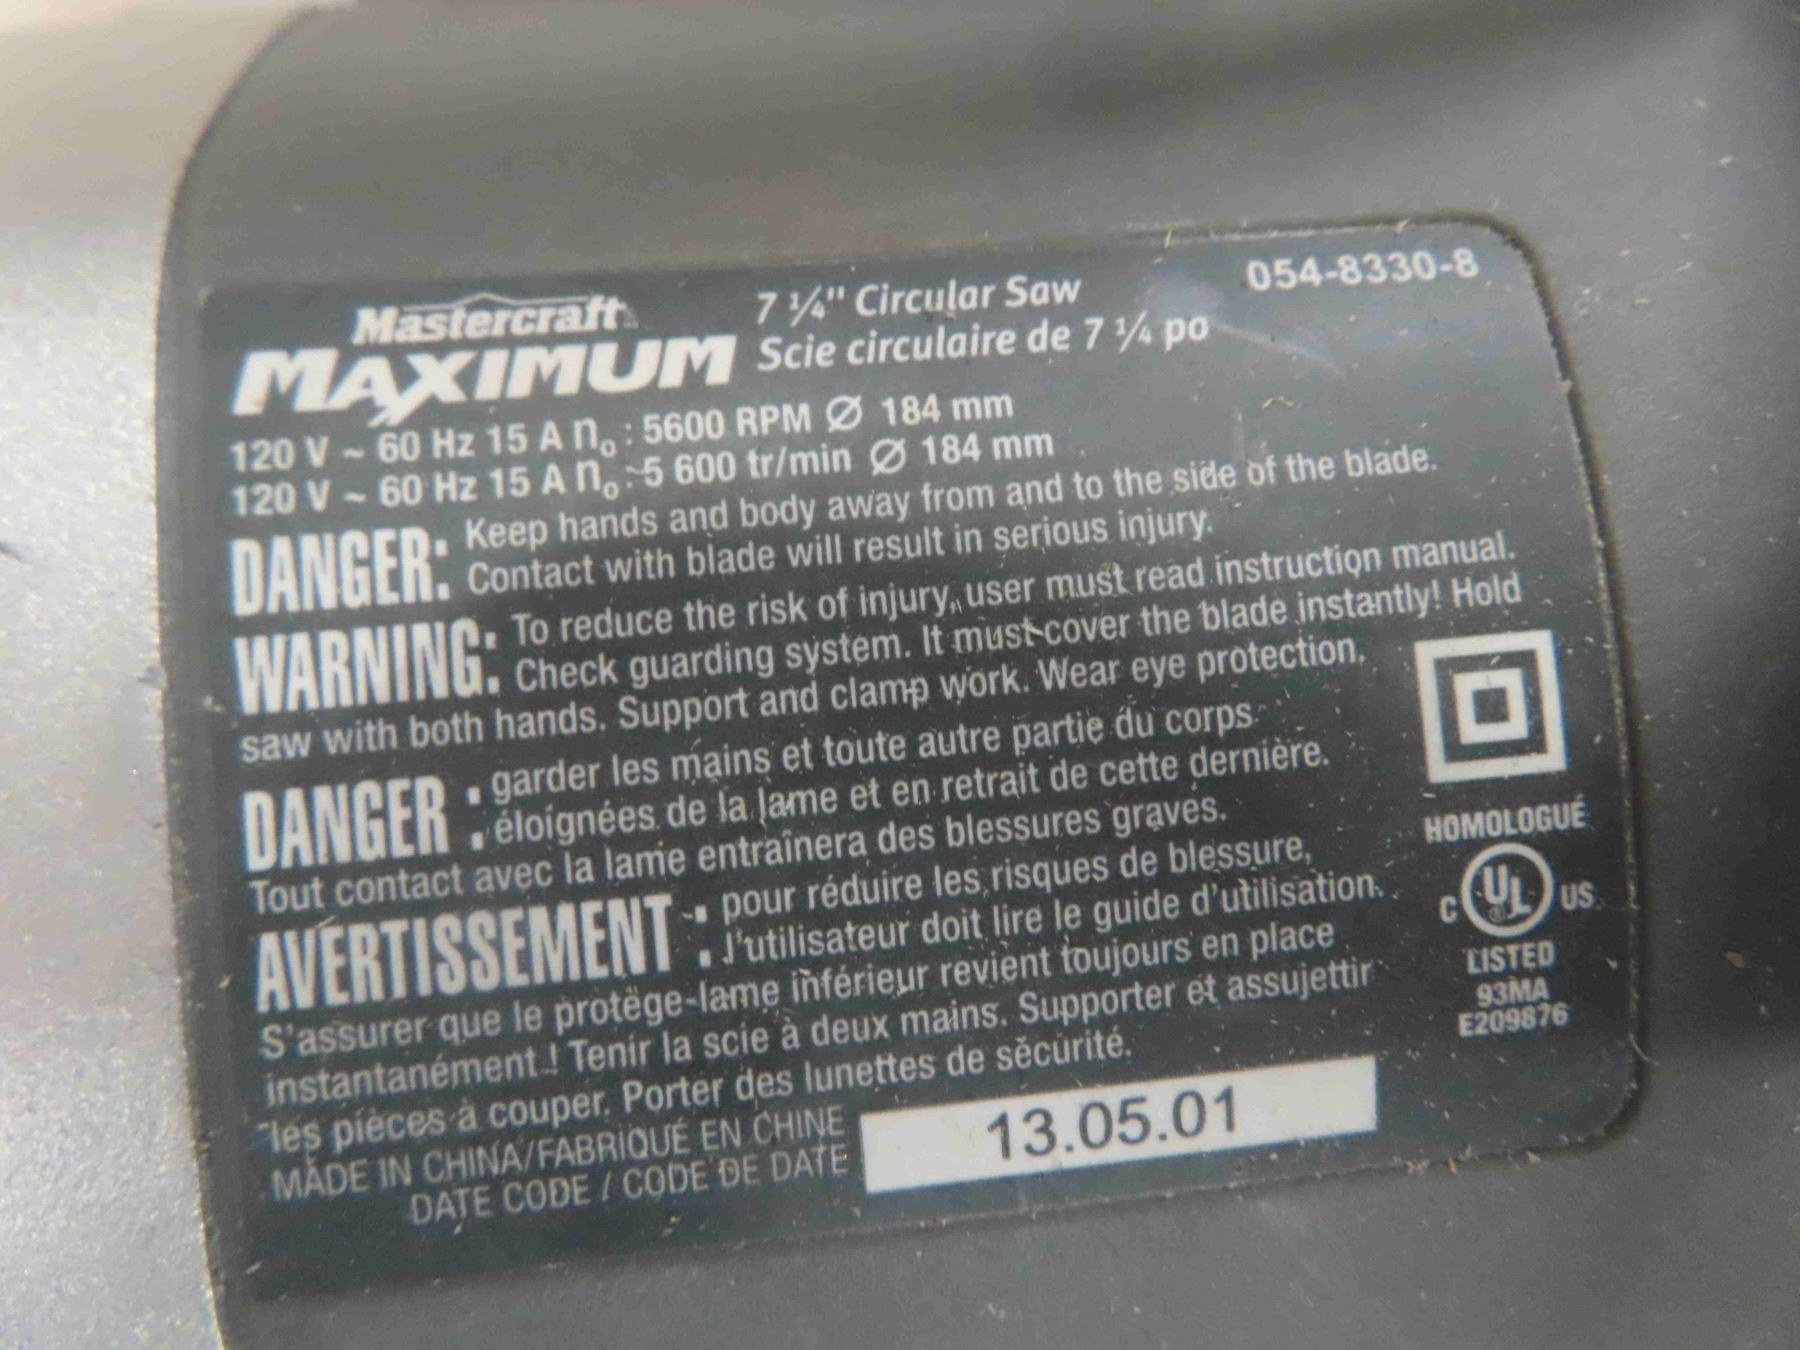 Mastercraft
MAXIMUM
7 1/4" Circular Saw
Scie circulaire de 7 1/4 po
054-8330-8
120 V ~ 60 Hz 15 A no : 5600 RPM Ø 184 mm
120 V ~ 60 Hz 15 A no : 5 600 tr/min Ø 184 mm
DANGER: Keep hands and body away from and to the side of the blade.
Contact with blade will result in serious injury.
WARNING: To reduce the risk of injury, user must read instruction manual.
Check guarding system. It must cover the blade instantly! Hold
saw with both hands. Support and clamp work. Wear eye protection.
DANGER : garder les mains et toute autre partie du corps
éloignées de la lame et en retrait de cette dernière.
Tout contact avec la lame entraînera des blessures graves.
AVERTISSEMENT : pour réduire les risques de blessure,
l'utilisateur doit lire le guide d'utilisation.
S'assurer que le protège-lame inférieur revient toujours en place
instantanément ! Tenir la scie à deux mains. Supporter et assujettir
les pièces à couper. Porter des lunettes de sécurité.
MADE IN CHINA/FABRIQUÉ EN CHINE
DATE CODE / CODE DE DATE
13.05.01
HOMOLOGUÉ
C UL ® US
LISTED
93MA
E209876